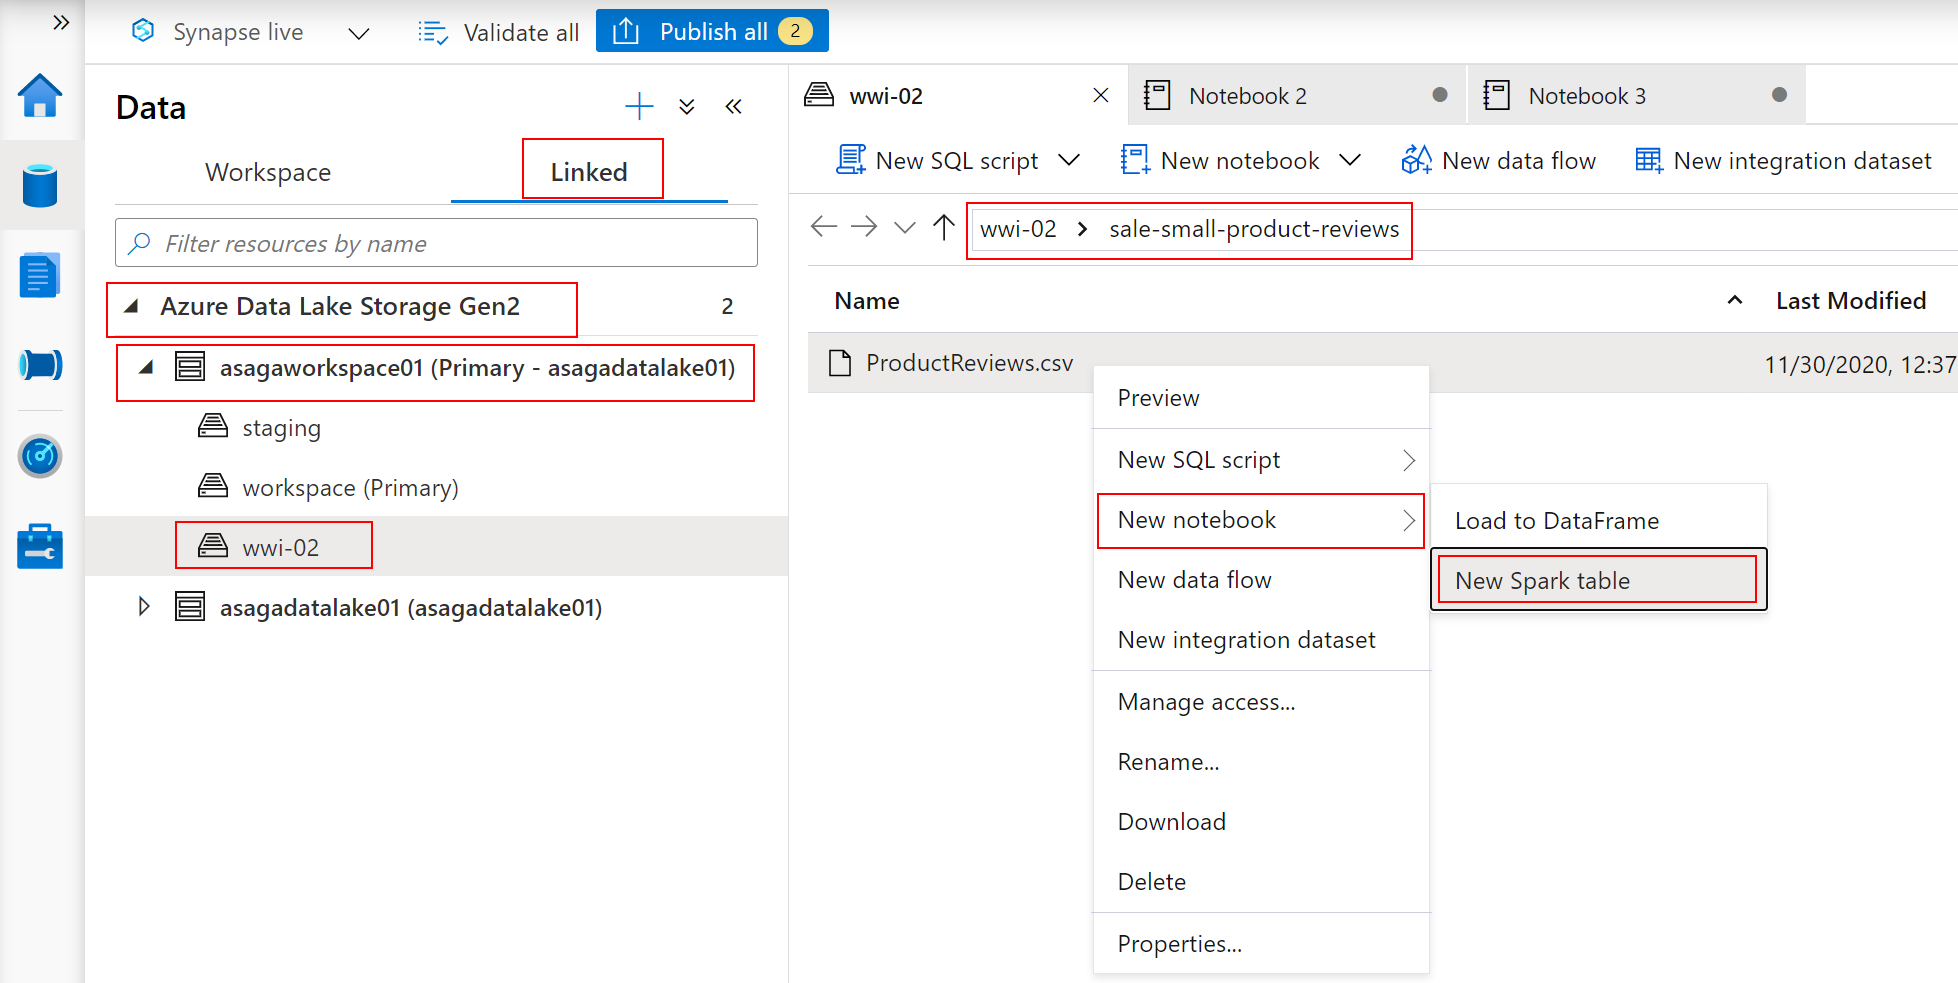 Synapse live
Validate all
Publish all 2
Data
Workspace
Linked
Filter resources by name
Azure Data Lake Storage Gen2 2
asagaworkspace01 (Primary - asagadatalake01)
staging
workspace (Primary)
wwi-02
asagadatalake01 (asagadatalake01)
wwi-02
Notebook 2
Notebook 3
New SQL script
New notebook
New data flow
New integration dataset
wwi-02 > sale-small-product-reviews
Name
Last Modified
ProductReviews.csv
11/30/2020, 12:37
Preview
New SQL script
New notebook
New data flow
New integration dataset
Manage access...
Rename...
Download
Delete
Properties...
Load to DataFrame
New Spark table